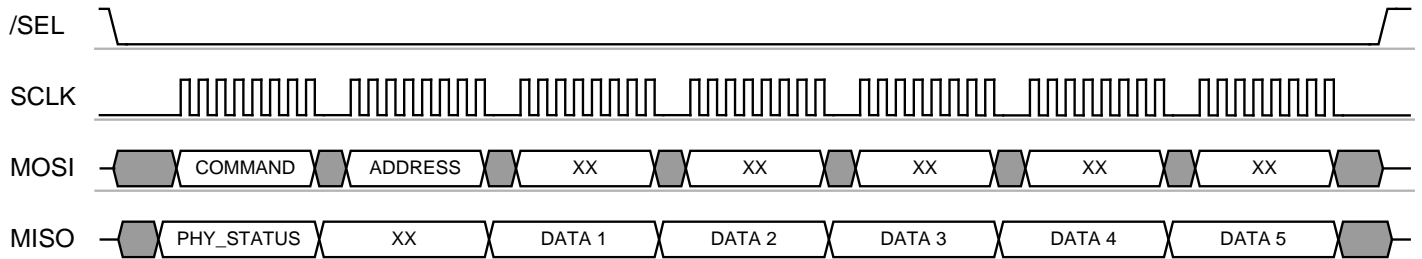 /SEL
SCLK
MOSI COMMAND ADDRESS XX XX XX XX XX
MISO PHY_STATUS XX DATA 1 DATA 2 DATA 3 DATA 4 DATA 5